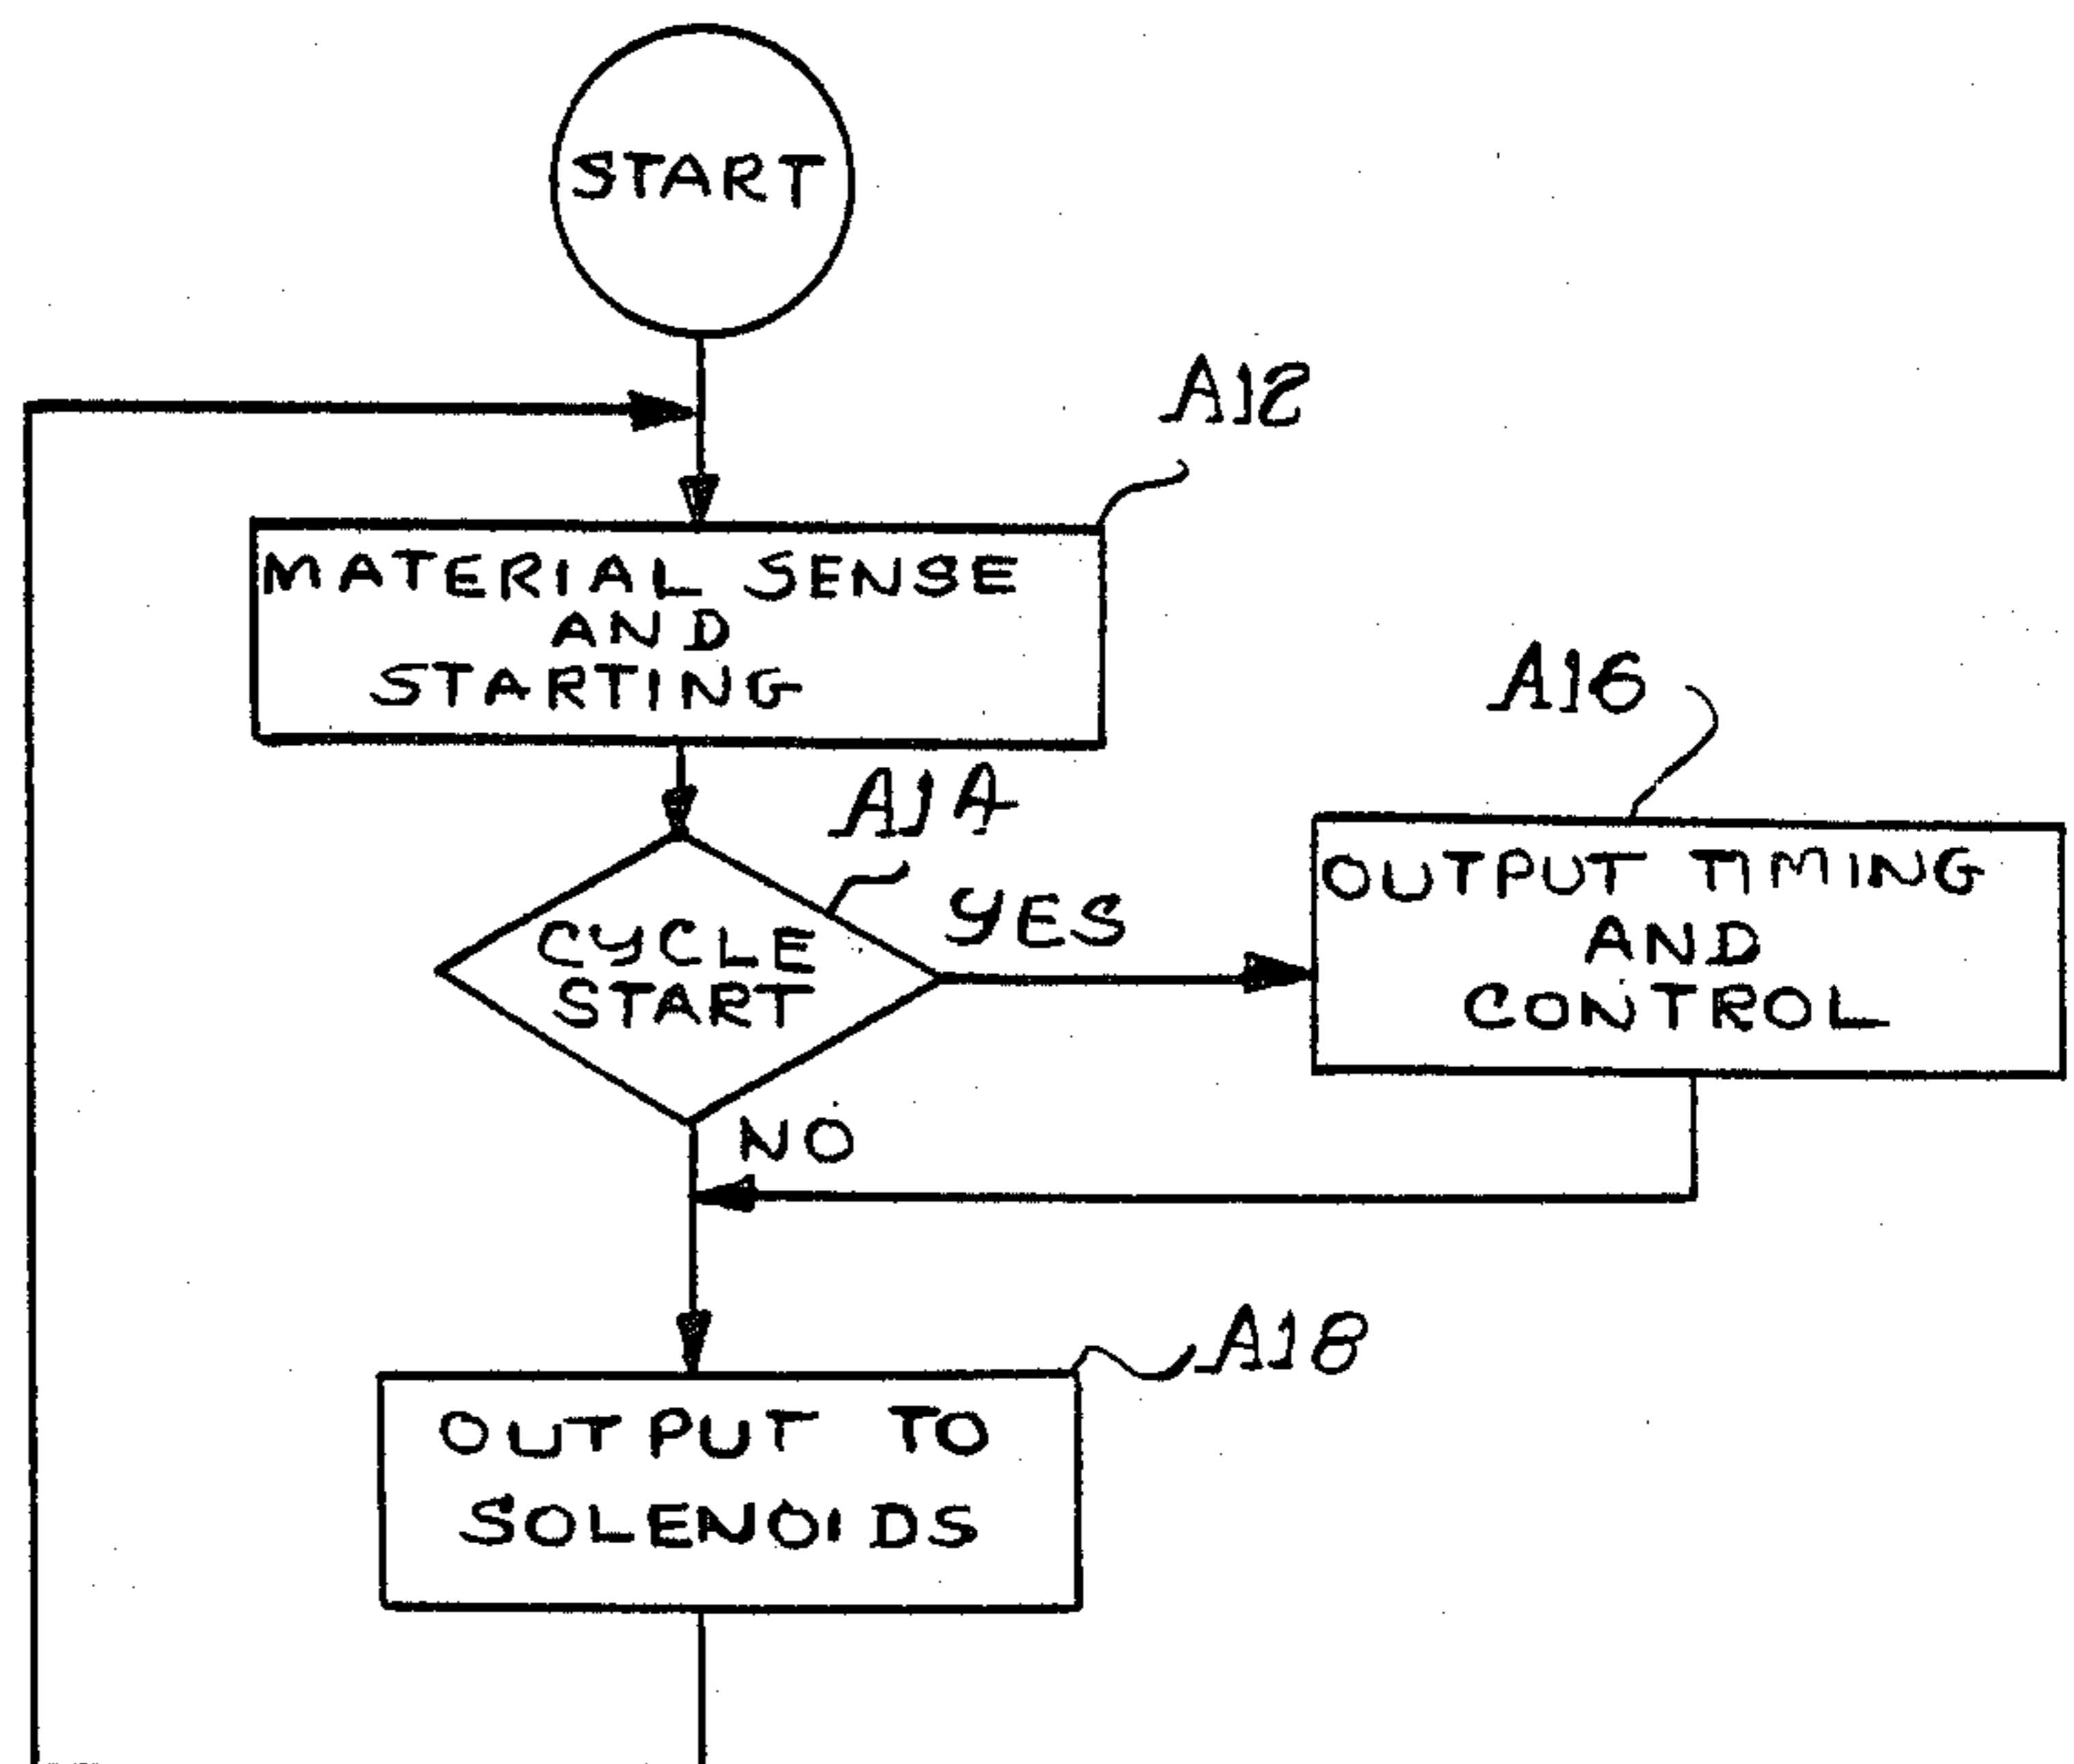 START
A12
MATERIAL SENSE
AND
STARTING
A14
A16
YES
OUTPUT TIMING
AND
CONTROL
CYCLE
START
NO
A18
OUTPUT TO
SOLENOIDS